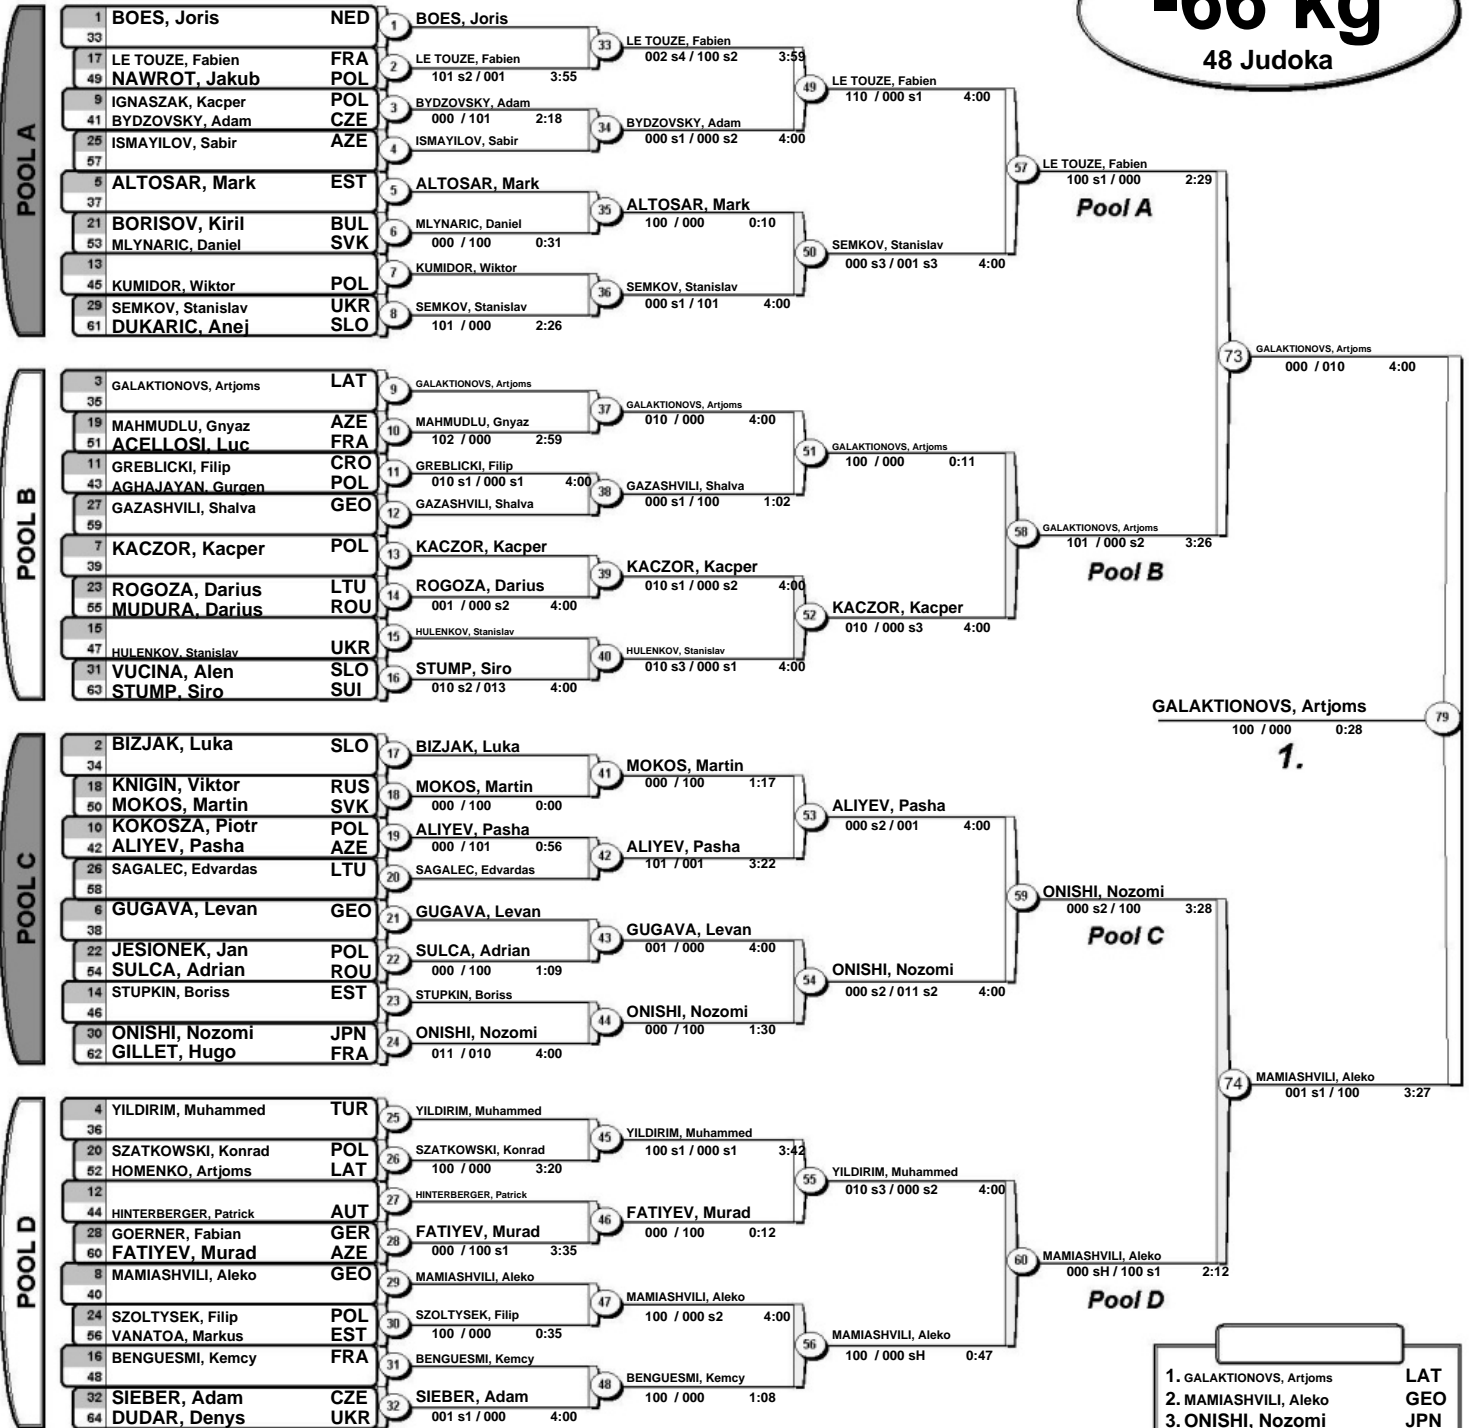 -66 kg
48 Judoka
POOL A
1 BOES, Joris NED
33
17 LE TOUZE, Fabien FRA
49 NAWROT, Jakub POL
9 IGNASZAK, Kacper POL
41 BYDZOVSKY, Adam CZE
25 ISMAYILOV, Sabir AZE
57
5 ALTOSAR, Mark EST
37
21 BORISOV, Kiril BUL
53 MLYNARIC, Daniel SVK
13
45 KUMIDOR, Wiktor POL
29 SEMKOV, Stanislav UKR
61 DUKARIC, Anej SLO
1 BOES, Joris
2 LE TOUZE, Fabien
101 s2 / 001 3:55
3 BYDZOVSKY, Adam
000 / 101 2:18
4 ISMAYILOV, Sabir
5 ALTOSAR, Mark
6 MLYNARIC, Daniel
000 / 100 0:31
7 KUMIDOR, Wiktor
8 SEMKOV, Stanislav
101 / 000 2:26
33 LE TOUZE, Fabien
002 s4 / 100 s2 3:59
34 BYDZOVSKY, Adam
000 s1 / 000 s2 4:00
35 ALTOSAR, Mark
100 / 000 0:10
36 SEMKOV, Stanislav
000 s1 / 101 4:00
49 LE TOUZE, Fabien
110 / 000 s1 4:00
50 SEMKOV, Stanislav
000 s3 / 001 s3 4:00
57 LE TOUZE, Fabien
100 s1 / 000 2:29
Pool A
POOL B
3 GALAKTIONOVS, Artjoms LAT
35
19 MAHMUDLU, Gnyaz AZE
51 ACELLOSI, Luc FRA
11 GREBLICKI, Filip CRO
43 AGHAJAYAN, Gurgen POL
27 GAZASHVILI, Shalva GEO
59
7 KACZOR, Kacper POL
39
23 ROGOZA, Darius LTU
55 MUDURA, Darius ROU
15
47 HULENKOV, Stanislav UKR
31 VUCINA, Alen SLO
63 STUMP, Siro SUI
9 GALAKTIONOVS, Artjoms
10 MAHMUDLU, Gnyaz
102 / 000 2:59
11 GREBLICKI, Filip
010 s1 / 000 s1 4:00
12 GAZASHVILI, Shalva
13 KACZOR, Kacper
14 ROGOZA, Darius
001 / 000 s2 4:00
15 HULENKOV, Stanislav
16 STUMP, Siro
010 s2 / 013 4:00
37 GALAKTIONOVS, Artjoms
010 / 000 4:00
38 GAZASHVILI, Shalva
000 s1 / 100 1:02
39 KACZOR, Kacper
010 s1 / 000 s2 4:00
40 HULENKOV, Stanislav
010 s3 / 000 s1 4:00
51 GALAKTIONOVS, Artjoms
100 / 000 0:11
52 KACZOR, Kacper
010 / 000 s3 4:00
58 GALAKTIONOVS, Artjoms
101 / 000 s2 3:26
Pool B
73 GALAKTIONOVS, Artjoms
000 / 010 4:00
GALAKTIONOVS, Artjoms 79
100 / 000 0:28
1.
POOL C
2 BIZJAK, Luka SLO
34
18 KNIGIN, Viktor RUS
50 MOKOS, Martin SVK
10 KOKOSZA, Piotr POL
42 ALIYEV, Pasha AZE
26 SAGALEC, Edvardas LTU
58
6 GUGAVA, Levan GEO
38
22 JESIONEK, Jan POL
54 SULCA, Adrian ROU
14 STUPKIN, Boriss EST
46
30 ONISHI, Nozomi JPN
62 GILLET, Hugo FRA
17 BIZJAK, Luka
18 MOKOS, Martin
000 / 100 0:00
19 ALIYEV, Pasha
000 / 101 0:56
20 SAGALEC, Edvardas
21 GUGAVA, Levan
22 SULCA, Adrian
000 / 100 1:09
23 STUPKIN, Boriss
24 ONISHI, Nozomi
011 / 010 4:00
41 MOKOS, Martin
000 / 100 1:17
42 ALIYEV, Pasha
101 / 001 3:22
43 GUGAVA, Levan
001 / 000 4:00
44 ONISHI, Nozomi
000 / 100 1:30
53 ALIYEV, Pasha
000 s2 / 001 4:00
54 ONISHI, Nozomi
000 s2 / 011 s2 4:00
59 ONISHI, Nozomi
000 s2 / 100 3:28
Pool C
POOL D
4 YILDIRIM, Muhammed TUR
36
20 SZATKOWSKI, Konrad POL
52 HOMENKO, Artjoms LAT
12
44 HINTERBERGER, Patrick AUT
28 GOERNER, Fabian GER
60 FATIYEV, Murad AZE
8 MAMIASHVILI, Aleko GEO
40
24 SZOLTYSEK, Filip POL
56 VANATOA, Markus EST
16 BENGUESMI, Kemcy FRA
48
32 SIEBER, Adam CZE
64 DUDAR, Denys UKR
25 YILDIRIM, Muhammed
26 SZATKOWSKI, Konrad
100 / 000 3:20
27 HINTERBERGER, Patrick
28 FATIYEV, Murad
000 / 100 s1 3:35
29 MAMIASHVILI, Aleko
30 SZOLTYSEK, Filip
100 / 000 0:35
31 BENGUESMI, Kemcy
32 SIEBER, Adam
001 s1 / 000 4:00
45 YILDIRIM, Muhammed
100 s1 / 000 s1 3:42
46 FATIYEV, Murad
000 / 100 0:12
47 MAMIASHVILI, Aleko
100 / 000 s2 4:00
48 BENGUESMI, Kemcy
100 / 000 1:08
55 YILDIRIM, Muhammed
010 s3 / 000 s2 4:00
56 MAMIASHVILI, Aleko
100 / 000 sH 0:47
60 MAMIASHVILI, Aleko
000 sH / 100 s1 2:12
Pool D
74 MAMIASHVILI, Aleko
001 s1 / 100 3:27
1. GALAKTIONOVS, Artjoms LAT
2. MAMIASHVILI, Aleko GEO
3. ONISHI, Nozomi JPN